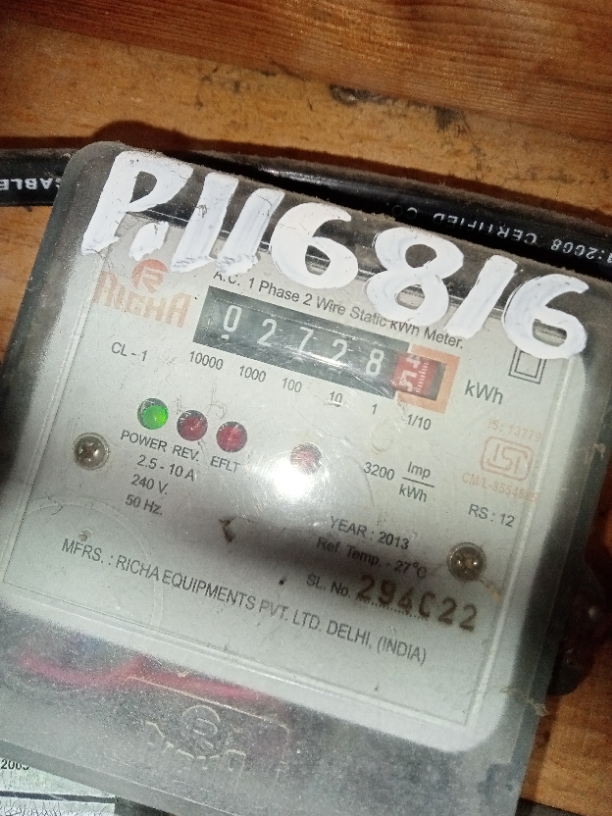 P.116816
RICHA
A.C. 1 Phase 2 Wire Static kWh Meter.
0 2 7 2 8
kWh
CL-1
10000 1000 100 10 1 1/10
POWER REV. EFLT
3200 Imp/kWh
2.5 - 10 A
240 V.
50 Hz.
RS : 12
YEAR : 2013
Ref. Temp. - 27°C
SL. No.
MFRS. : RICHA EQUIPMENTS PVT. LTD. DELHI, (INDIA)
CERTIFIED
:2008